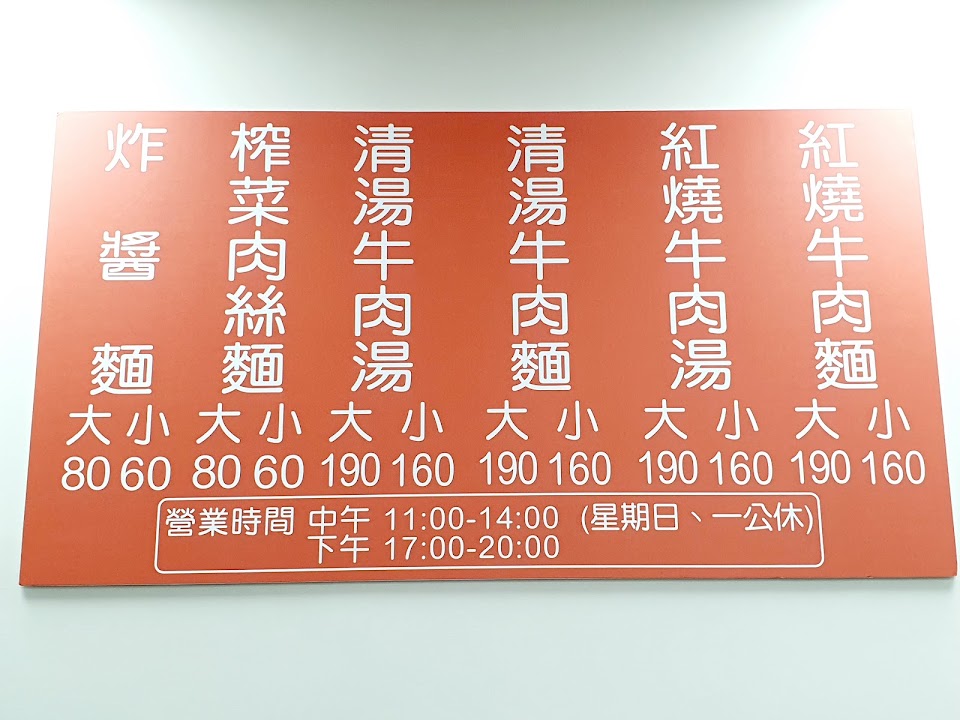 紅燒牛肉麵
大 小
190 160
紅燒牛肉湯
大 小
190 160
清湯牛肉麵
大 小
190 160
清湯牛肉湯
大 小
190 160
榨菜肉絲麵
大 小
80 60
炸醬麵
大 小
80 60
營業時間 中午 11:00-14:00 (星期日、一公休)
下午 17:00-20:00